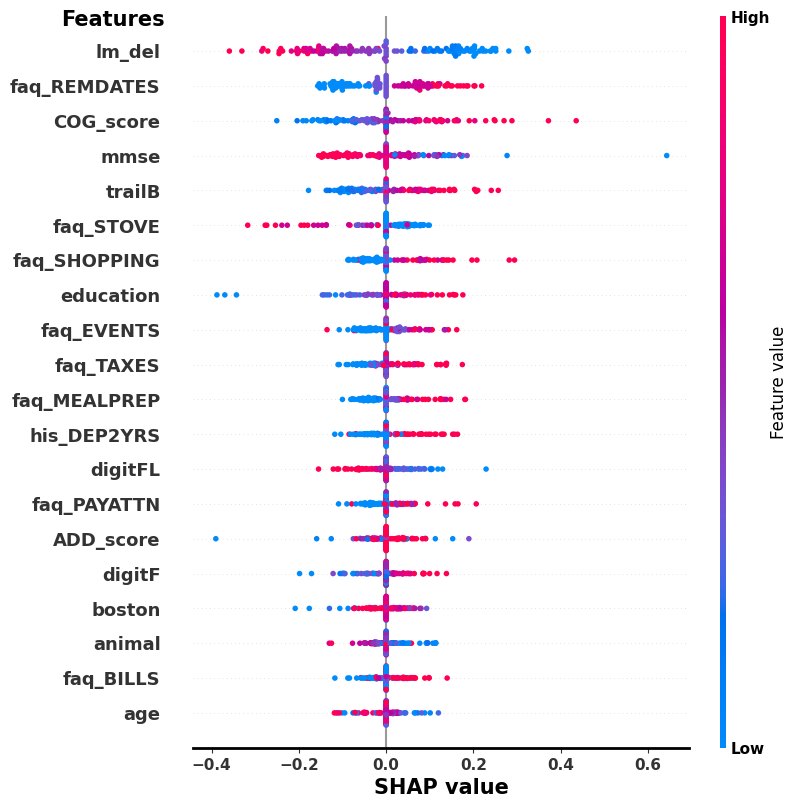 Features
High
lm_del
faq_REMDATES
COG_score
mmse
trailB
faq_STOVE
faq_SHOPPING
education
faq_EVENTS
faq_TAXES
faq_MEALPREP
his_DEP2YRS
digitFL
faq_PAYATTN
ADD_score
digitF
boston
animal
faq_BILLS
age
Feature value
Low
−0.4 −0.2 0.0 0.2 0.4 0.6
SHAP value